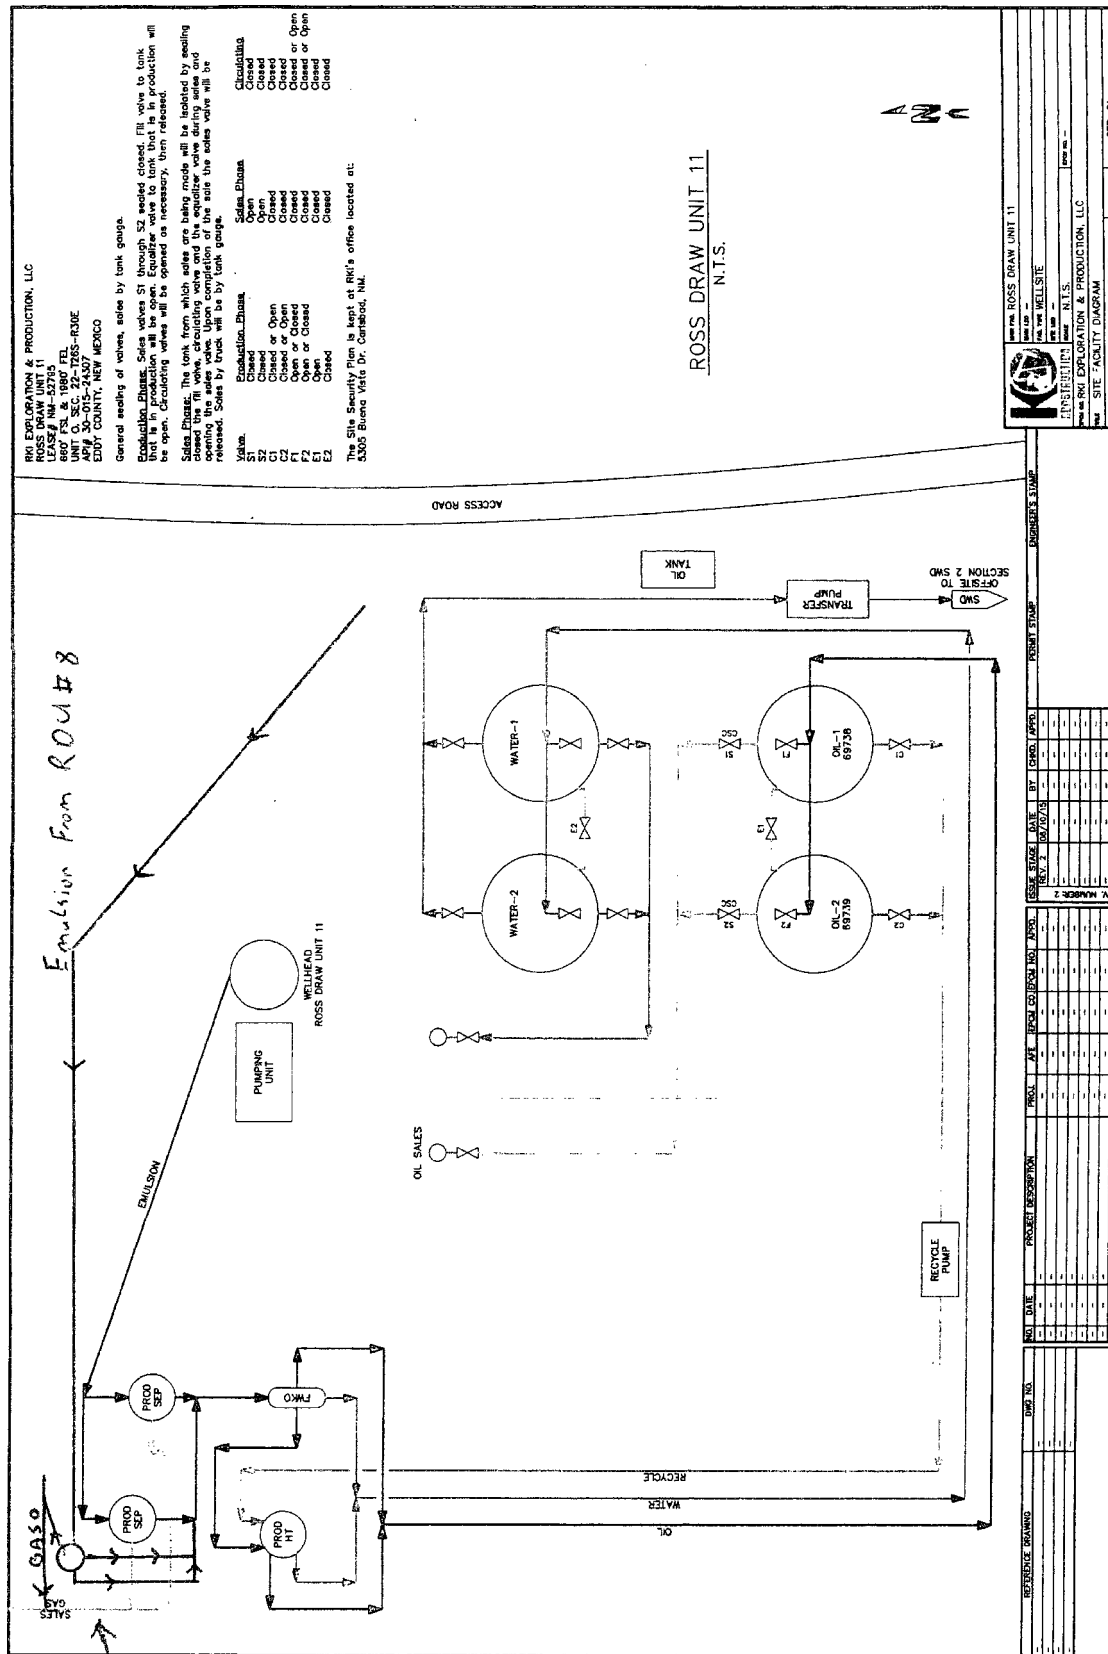 RKI EXPLORATION & PRODUCTION, LLC
ROSS DRAW UNIT 11
LEASE# NM-52795
660' FSL & 1980' FEL
UNIT O, SEC. 22-T26S-R30E
API# 30-015-24307
EDDY COUNTY, NEW MEXICO
General sealing of valves, sales by tank gauge.
Production Phase: Sales valves S1 through S2 sealed closed. Fill valve to tank
that is in production will be open. Equalizer valve to tank that is in production will
be open. Circulating valves will be opened as necessary, then released.
Sales Phase: The tank from which sales are being made will be isolated by sealing
closed the fill valve, circulating valve and the equalizer valve during sales and
opening the sales valve. Upon completion of the sale the sales valve will be
released. Sales by truck will be by tank gauge.
Valve Production Phase Sales Phase Circulating
S1 Closed Open Closed
S2 Closed Open Closed
C1 Closed or Open Closed Closed
C2 Closed or Open Closed Closed
F1 Open or Closed Closed Closed or Open
F2 Open or Closed Closed Closed or Open
E1 Open Closed Closed
E2 Closed Closed Closed
The Site Security Plan is kept at RKI's office located at:
5305 Buena Vista Dr. Carlsbad, NM.
ROSS DRAW UNIT 11
N.T.S.
ACCESS ROAD
Emulsion From RDU #8
GASO
SALES
GAS
PROD
SEP
PROD
SEP
EMULSION
PUMPING
UNIT
WELLHEAD
ROSS DRAW UNIT 11
FWKO
PROD
HT
RECYCLE
WATER
OIL
OIL SALES
RECYCLE
PUMP
WATER-2
WATER-1
E2
OIL
TANK
TRANSFER
PUMP
SWD
OFFSITE TO
SECTION 2 SWD
S2
CSC
S1
CSC
E1
F2
F1
OIL-2
69739
OIL-1
69738
C2
C1
REFERENCE DRAWING DWG NO.
NO. DATE PROJECT DESCRIPTION PROJ. AFE EPCM CO. EPCM NO. APPD.
ISSUE STAGE DATE BY CHKD. APPD.
REV. 2 08/10/15
V. NUMBER: 2
PERMIT STAMP
ENGINEER'S STAMP
CONSTRUCTION
ROSS DRAW UNIT 11
WELLSITE
N.T.S.
RKI EXPLORATION & PRODUCTION, LLC
SITE FACILITY DIAGRAM